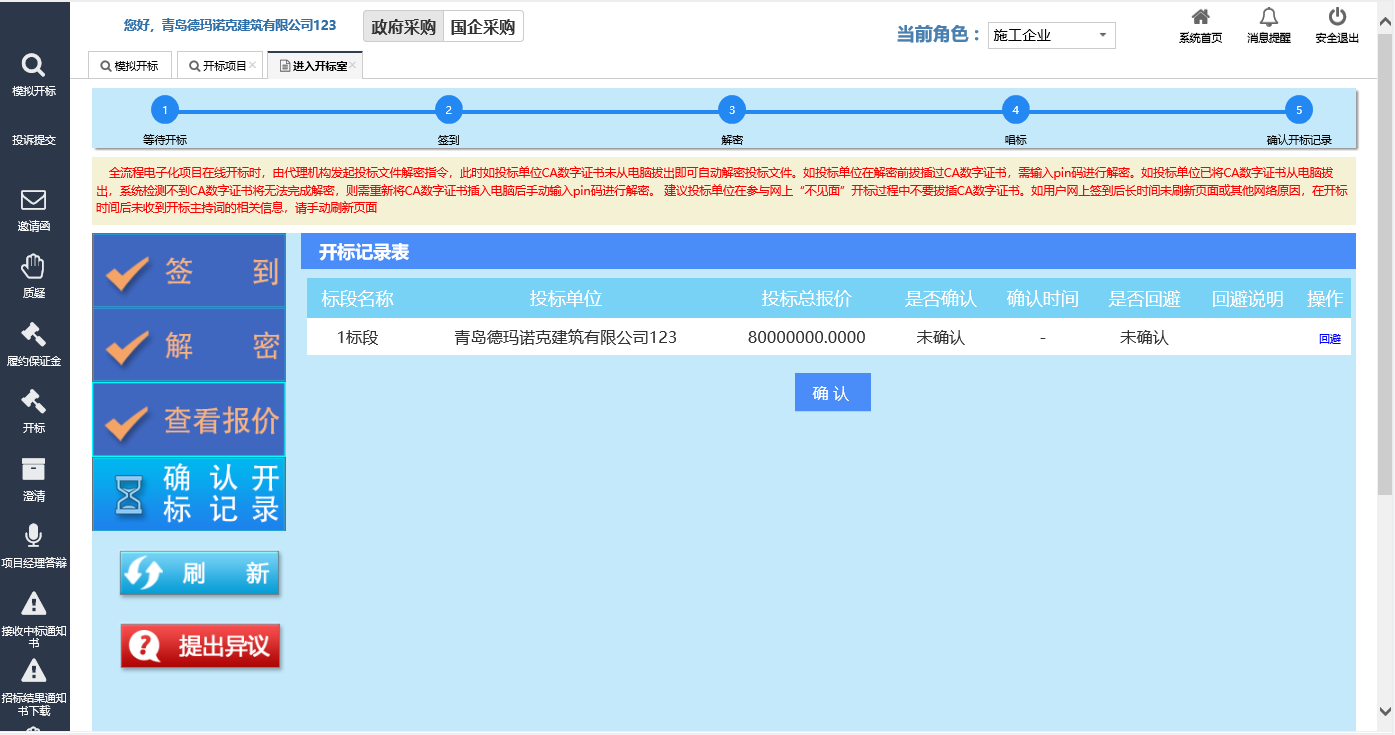 您好，青岛德玛诺克建筑有限公司123
政府采购 国企采购
当前角色： 施工企业
系统首页 消息提醒 安全退出
模拟开标 开标项目 进入开标室
模拟开标
投诉提交
邀请函
质疑
履约保证金
开标
澄清
项目经理答辩
接收中标通知
书
招标结果通知
书下载
1 2 3 4 5
等待开标 签到 解密 唱标 确认开标记录
全流程电子化项目在线开标时，由代理机构发起投标文件解密指令，此时如投标单位CA数字证书未从电脑拔出即可自动解密投标文件。如投标单位在解密前拔插过CA数字证书，需输入pin码进行解密。如投标单位已将CA数字证书从电脑拔
出，系统检测不到CA数字证书将无法完成解密，则需重新将CA数字证书插入电脑后手动输入pin码进行解密。 建议投标单位在参与网上“不见面”开标过程中不要拔插CA数字证书。如用户网上签到后长时间未刷新页面或其他网络原因，在开标
时间后未收到开标主持词的相关信息，请手动刷新页面
签 到
解 密
查看报价
确 认 开
标 记 录
刷 新
提出异议
开标记录表
标段名称 投标单位 投标总报价 是否确认 确认时间 是否回避 回避说明 操作
1标段 青岛德玛诺克建筑有限公司123 80000000.0000 未确认 - 未确认 回避
确 认